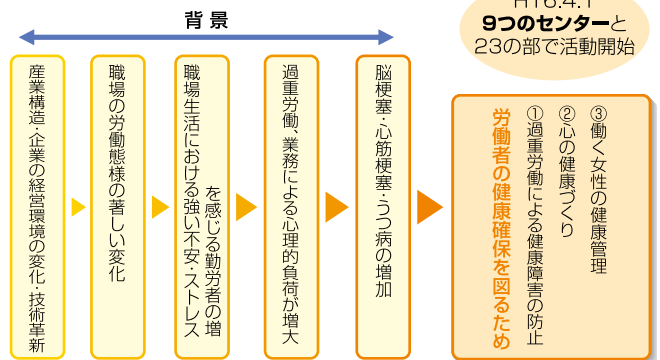 背景
H16.4.1
9つのセンターと
23の部で活動開始
産業構造・企業の経営環境の変化・技術革新
職場の労働態様の著しい変化
職場生活における強い不安・ストレス
を感じる勤労者の増
過重労働、業務による心理的負荷が増大
脳梗塞・心筋梗塞・うつ病の増加
労働者の健康確保を図るため
①過重労働による健康障害の防止
②心の健康づくり
③働く女性の健康管理